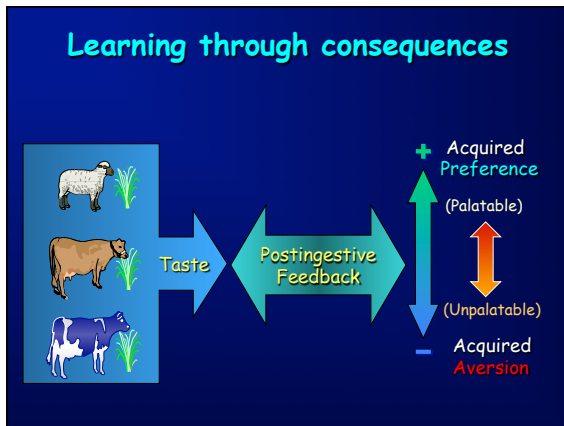 Learning through consequences
+ Acquired
Preference
(Palatable)
Taste
Postingestive
Feedback
(Unpalatable)
– Acquired
Aversion